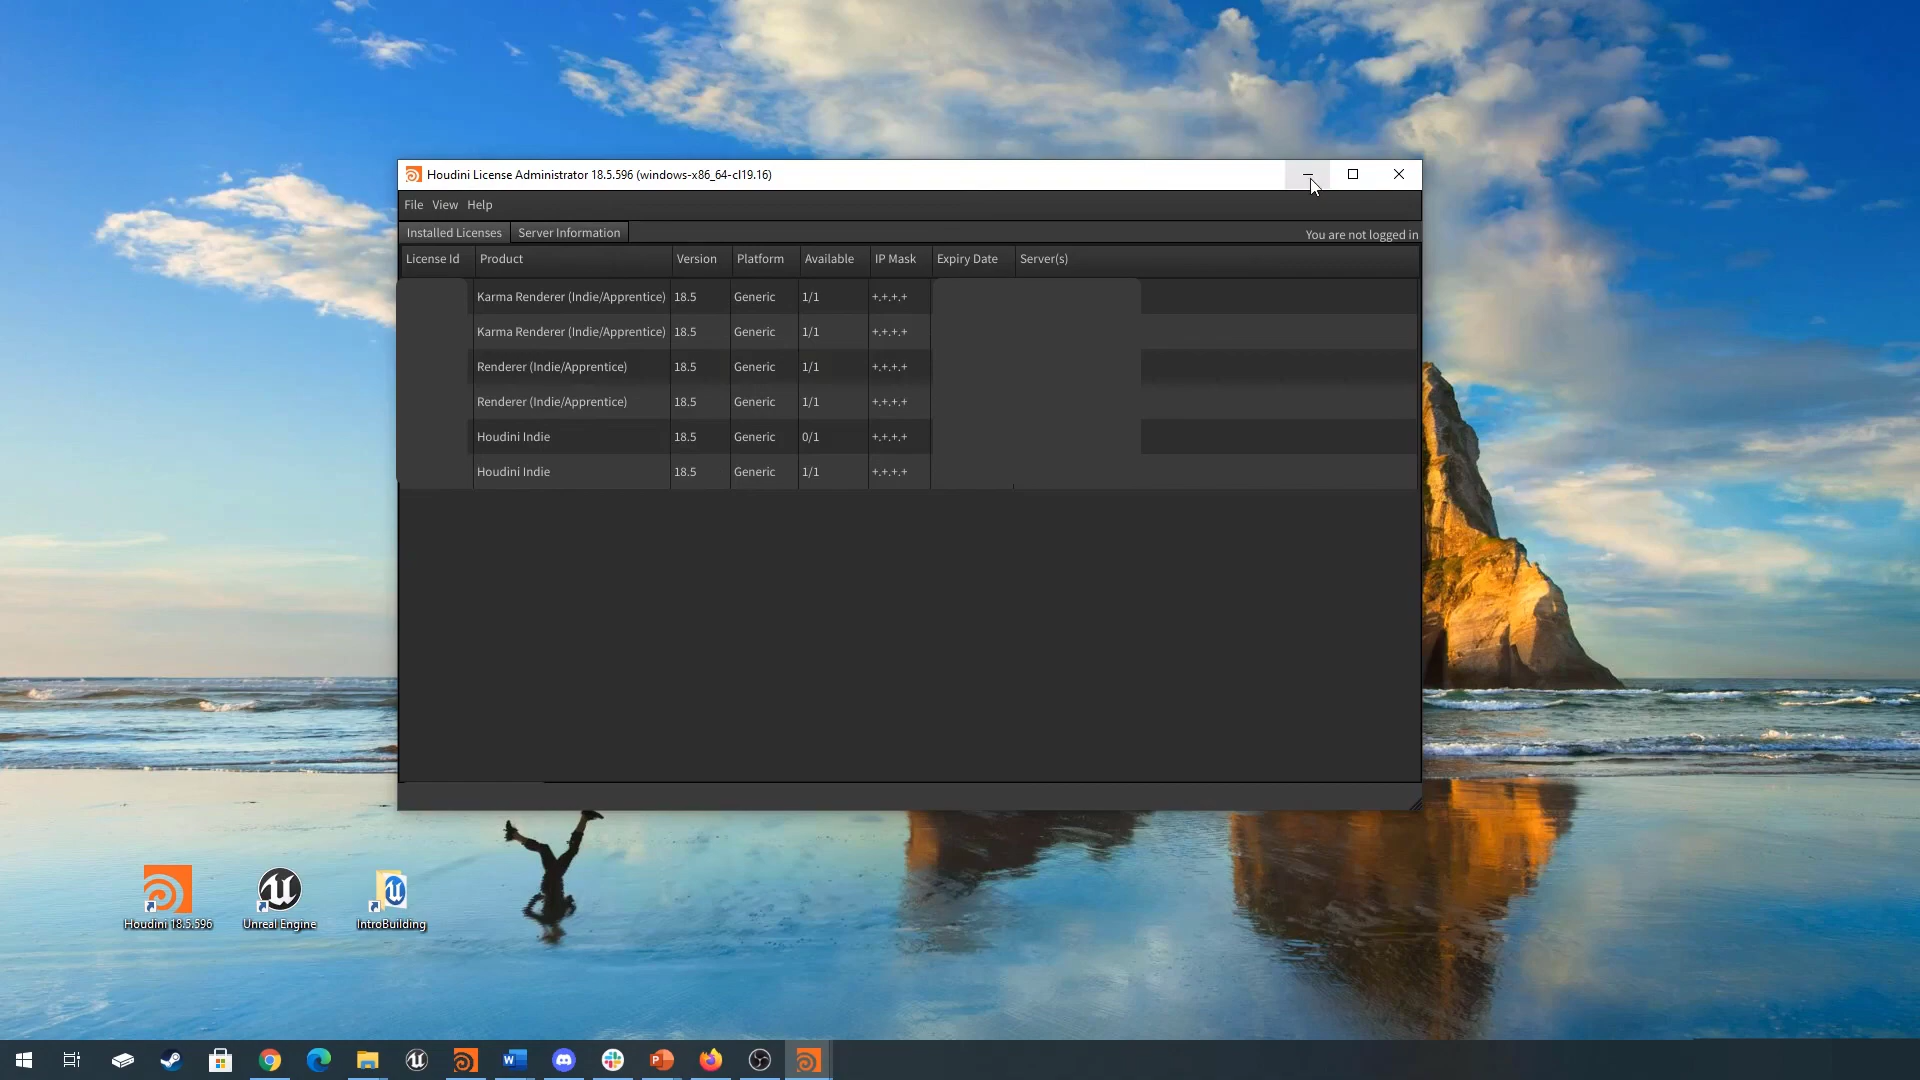 Houdini License Administrator 18.5.596 (windows-x86_64-cl19.16)
File View Help
Installed Licenses Server Information You are not logged in
License Id Product Version Platform Available IP Mask Expiry Date Server(s)
Karma Renderer (Indie/Apprentice) 18.5 Generic 1/1 +.+.+.+
Karma Renderer (Indie/Apprentice) 18.5 Generic 1/1 +.+.+.+
Renderer (Indie/Apprentice) 18.5 Generic 1/1 +.+.+.+
Renderer (Indie/Apprentice) 18.5 Generic 1/1 +.+.+.+
Houdini Indie 18.5 Generic 0/1 +.+.+.+
Houdini Indie 18.5 Generic 1/1 +.+.+.+
Houdini 18.5.596 Unreal Engine IntroBuilding